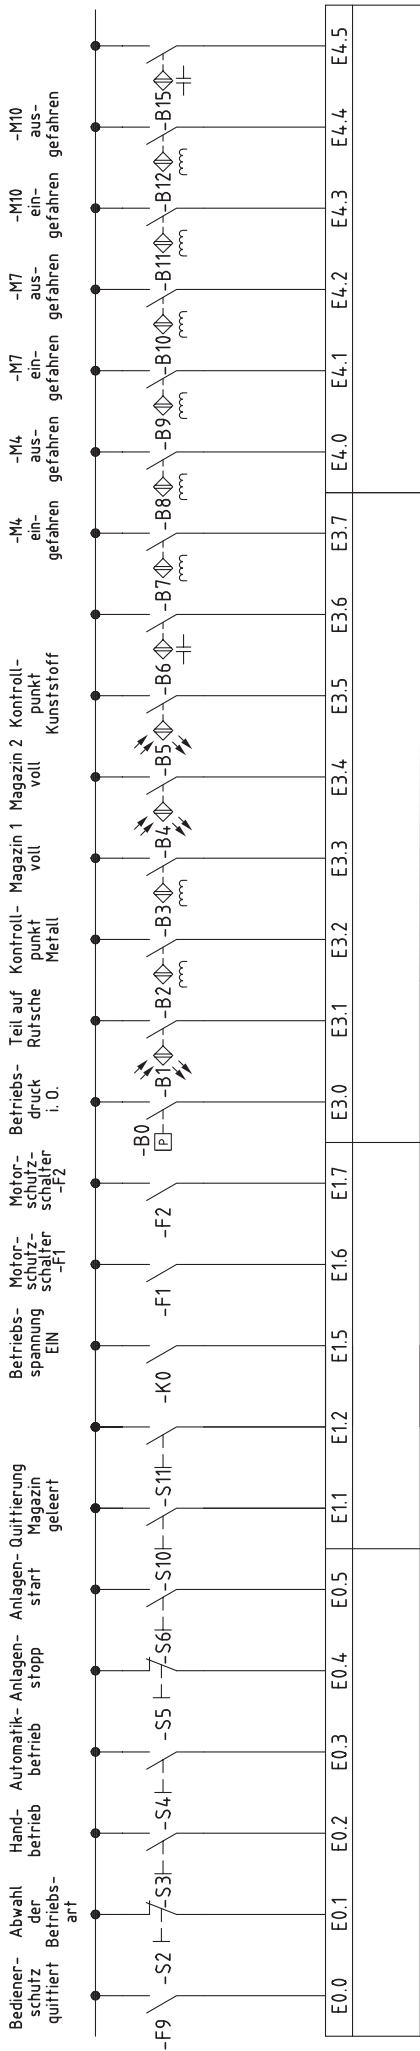 Bediener-
schutz
quittiert
Abwahl
der
Betriebs-
art
Hand-
betrieb
Automatik-
betrieb
Anlagen-
stopp
Anlagen-
start
Quittierung
Magazin
geleert
Betriebs-
spannung
EIN
Motor-
schutz-
schalter
-F1
Motor-
schutz-
schalter
-F2
Betriebs-
druck
i. O.
Teil auf
Rutsche
Kontroll-
punkt
Metall
Magazin 1
voll
Magazin 2
voll
Kontroll-
punkt
Kunststoff
-M4
ein-
gefahren
-M4
aus-
gefahren
-M7
ein-
gefahren
-M7
aus-
gefahren
-M10
ein-
gefahren
-M10
aus-
gefahren
-F9
-S2
-S3
-S4
-S5
-S6
-S10
-S11
-K0
-F1
-F2
-B0
P
-B1
-B2
-B3
-B4
-B5
-B6
-B7
-B8
-B9
-B10
-B11
-B12
-B15
E0.0
E0.1
E0.2
E0.3
E0.4
E0.5
E1.1
E1.2
E1.5
E1.6
E1.7
E3.0
E3.1
E3.2
E3.3
E3.4
E3.5
E3.6
E3.7
E4.0
E4.1
E4.2
E4.3
E4.4
E4.5